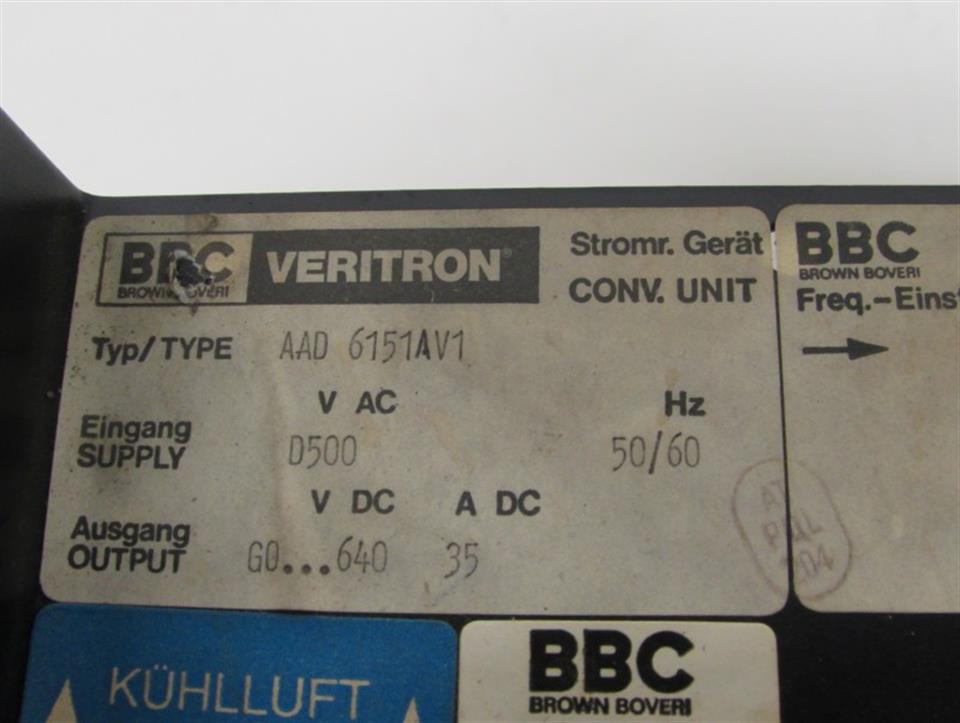 BBC VERITRON®
BROWN BOVERI
Stromr. Gerät
CONV. UNIT
Typ/TYPE AAD 6151AV1
V AC Hz
Eingang
SUPPLY D500 50/60
V DC A DC
Ausgang
OUTPUT G0...640 35
BBC
BROWN BOVERI
Freq.-Einst
KÜHLLUFT
BBC
BROWN BOVERI